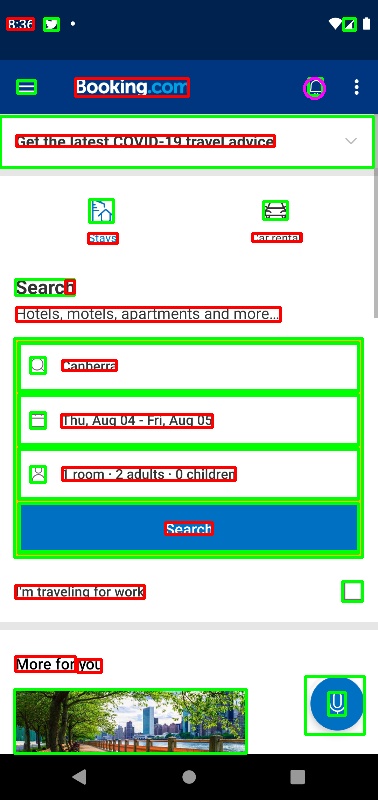 8:36
Booking.com
Get the latest COVID-19 travel advice
Stays
Car rental
Search
Hotels, motels, apartments and more...
Canberra
Thu, Aug 04 - Fri, Aug 05
1 room · 2 adults · 0 children
Search
I'm traveling for work
More for you